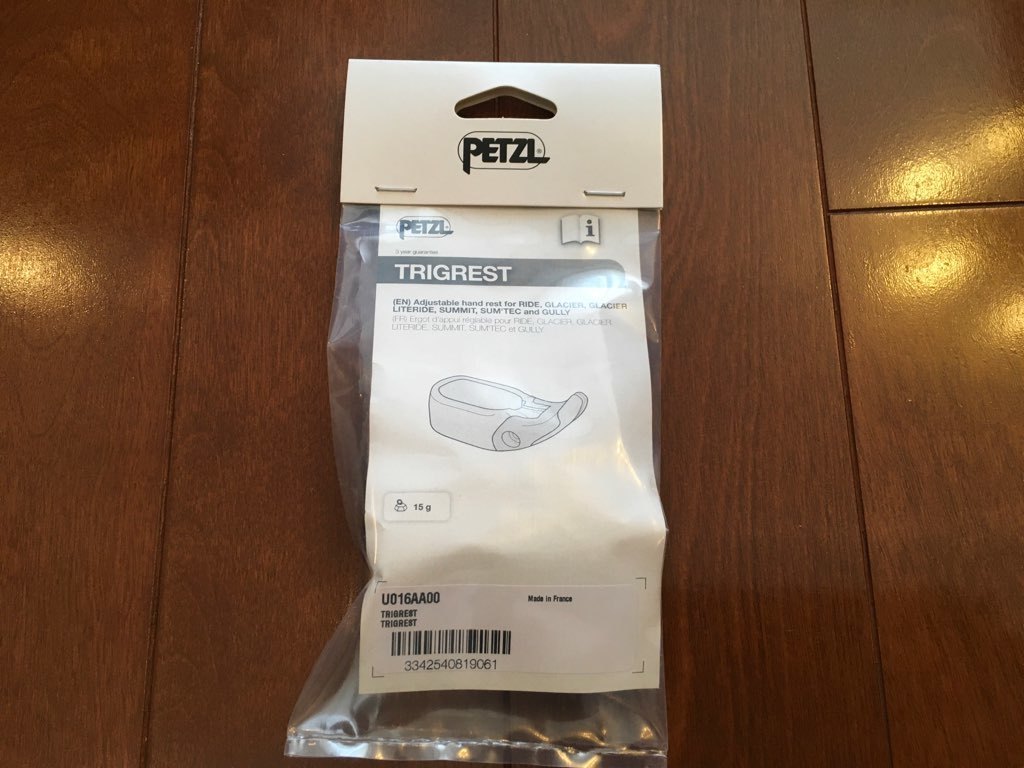 PETZL®
PETZL
i
3 year guarantee
TRIGREST
(EN) Adjustable hand rest for RIDE, GLACIER, GLACIER
LITERIDE, SUMMIT, SUM'TEC and GULLY
(FR) Ergot d'appui réglable pour RIDE, GLACIER, GLACIER
LITERIDE, SUMMIT, SUM'TEC et GULLY
15 g
U016AA00
Made in France
TRIGREST
TRIGREST
3342540819061